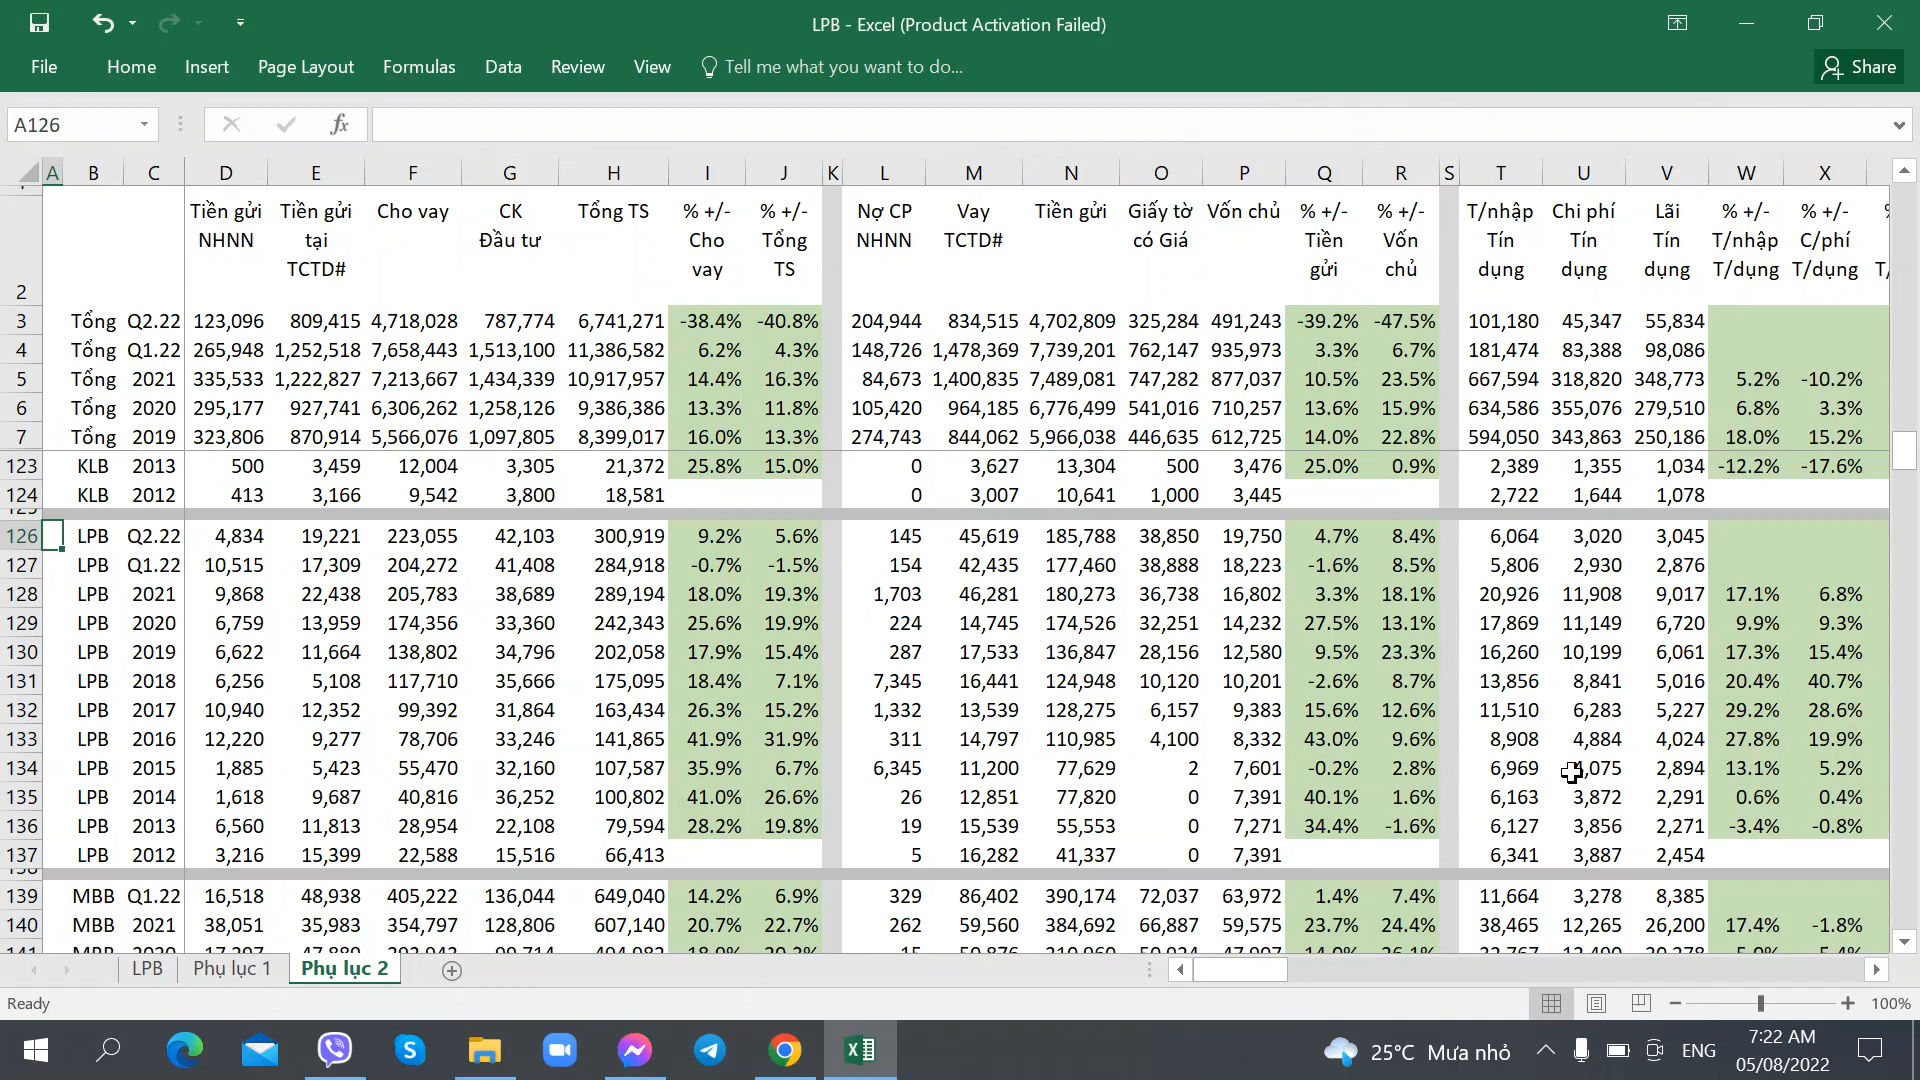 LPB - Excel (Product Activation Failed)
File Home Insert Page Layout Formulas Data Review View Tell me what you want to do... Share
A126 fx
A B C D E F G H I J K L M N O P Q R S T U V W X
Tiền gửi Tiền gửi Cho vay CK Tổng TS % +/- % +/- Nợ CP Vay Tiền gửi Giấy tờ Vốn chủ % +/- % +/- T/nhập Chi phí Lãi % +/- % +/-
NHNN tại Đầu tư Cho Tổng NHNN TCTD# có Giá Tiền Vốn Tín Tín Tín T/nhập C/phí
TCTD# vay TS gửi chủ dụng dụng dụng T/dụng T/dụng T/
2
3 Tổng Q2.22 123,096 809,415 4,718,028 787,774 6,741,271 -38.4% -40.8% 204,944 834,515 4,702,809 325,284 491,243 -39.2% -47.5% 101,180 45,347 55,834
4 Tổng Q1.22 265,948 1,252,518 7,658,443 1,513,100 11,386,582 6.2% 4.3% 148,726 1,478,369 7,739,201 762,147 935,973 3.3% 6.7% 181,474 83,388 98,086
5 Tổng 2021 335,533 1,222,827 7,213,667 1,434,339 10,917,957 14.4% 16.3% 84,673 1,400,835 7,489,081 747,282 877,037 10.5% 23.5% 667,594 318,820 348,773 5.2% -10.2%
6 Tổng 2020 295,177 927,741 6,306,262 1,258,126 9,386,386 13.3% 11.8% 105,420 964,185 6,776,499 541,016 710,257 13.6% 15.9% 634,586 355,076 279,510 6.8% 3.3%
7 Tổng 2019 323,806 870,914 5,566,076 1,097,805 8,399,017 16.0% 13.3% 274,743 844,062 5,966,038 446,635 612,725 14.0% 22.8% 594,050 343,863 250,186 18.0% 15.2%
123 KLB 2013 500 3,459 12,004 3,305 21,372 25.8% 15.0% 0 3,627 13,304 500 3,476 25.0% 0.9% 2,389 1,355 1,034 -12.2% -17.6%
124 KLB 2012 413 3,166 9,542 3,800 18,581 0 3,007 10,641 1,000 3,445 2,722 1,644 1,078
126 LPB Q2.22 4,834 19,221 223,055 42,103 300,919 9.2% 5.6% 145 45,619 185,788 38,850 19,750 4.7% 8.4% 6,064 3,020 3,045
127 LPB Q1.22 10,515 17,309 204,272 41,408 284,918 -0.7% -1.5% 154 42,435 177,460 38,888 18,223 -1.6% 8.5% 5,806 2,930 2,876
128 LPB 2021 9,868 22,438 205,783 38,689 289,194 18.0% 19.3% 1,703 46,281 180,273 36,738 16,802 3.3% 18.1% 20,926 11,908 9,017 17.1% 6.8%
129 LPB 2020 6,759 13,959 174,356 33,360 242,343 25.6% 19.9% 224 14,745 174,526 32,251 14,232 27.5% 13.1% 17,869 11,149 6,720 9.9% 9.3%
130 LPB 2019 6,622 11,664 138,802 34,796 202,058 17.9% 15.4% 287 17,533 136,847 28,156 12,580 9.5% 23.3% 16,260 10,199 6,061 17.3% 15.4%
131 LPB 2018 6,256 5,108 117,710 35,666 175,095 18.4% 7.1% 7,345 16,441 124,948 10,120 10,201 -2.6% 8.7% 13,856 8,841 5,016 20.4% 40.7%
132 LPB 2017 10,940 12,352 99,392 31,864 163,434 26.3% 15.2% 1,332 13,539 128,275 6,157 9,383 15.6% 12.6% 11,510 6,283 5,227 29.2% 28.6%
133 LPB 2016 12,220 9,277 78,706 33,246 141,865 41.9% 31.9% 311 14,797 110,985 4,100 8,332 43.0% 9.6% 8,908 4,884 4,024 27.8% 19.9%
134 LPB 2015 1,885 5,423 55,470 32,160 107,587 35.9% 6.7% 6,345 11,200 77,629 2 7,601 -0.2% 2.8% 6,969 ,075 2,894 13.1% 5.2%
135 LPB 2014 1,618 9,687 40,816 36,252 100,802 41.0% 26.6% 26 12,851 77,820 0 7,391 40.1% 1.6% 6,163 3,872 2,291 0.6% 0.4%
136 LPB 2013 6,560 11,813 28,954 22,108 79,594 28.2% 19.8% 19 15,539 55,553 0 7,271 34.4% -1.6% 6,127 3,856 2,271 -3.4% -0.8%
137 LPB 2012 3,216 15,399 22,588 15,516 66,413 5 16,282 41,337 0 7,391 6,341 3,887 2,454
139 MBB Q1.22 16,518 48,938 405,222 136,044 649,040 14.2% 6.9% 329 86,402 390,174 72,037 63,972 1.4% 7.4% 11,664 3,278 8,385
140 MBB 2021 38,051 35,983 354,797 128,806 607,140 20.7% 22.7% 262 59,560 384,692 66,887 59,575 23.7% 24.4% 38,465 12,265 26,200 17.4% -1.8%
LPB Phụ lục 1 Phụ lục 2
Ready 100%
25°C Mưa nhỏ ENG 7:22 AM
05/08/2022